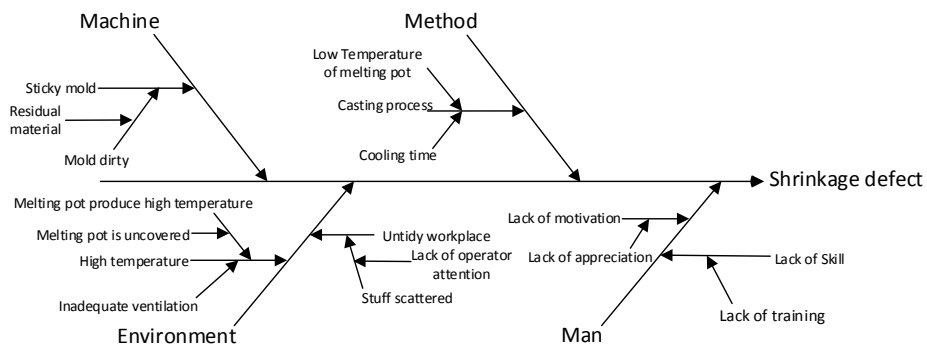 Machine
Method
Low Temperature
of melting pot
Sticky mold
Casting process
Residual
material
Mold dirty
Cooling time
Shrinkage defect
Melting pot produce high temperature
Melting pot is uncovered
High temperature
Inadequate ventilation
Untidy workplace
Lack of operator
attention
Stuff scattered
Environment
Lack of motivation
Lack of appreciation
Lack of Skill
Lack of training
Man